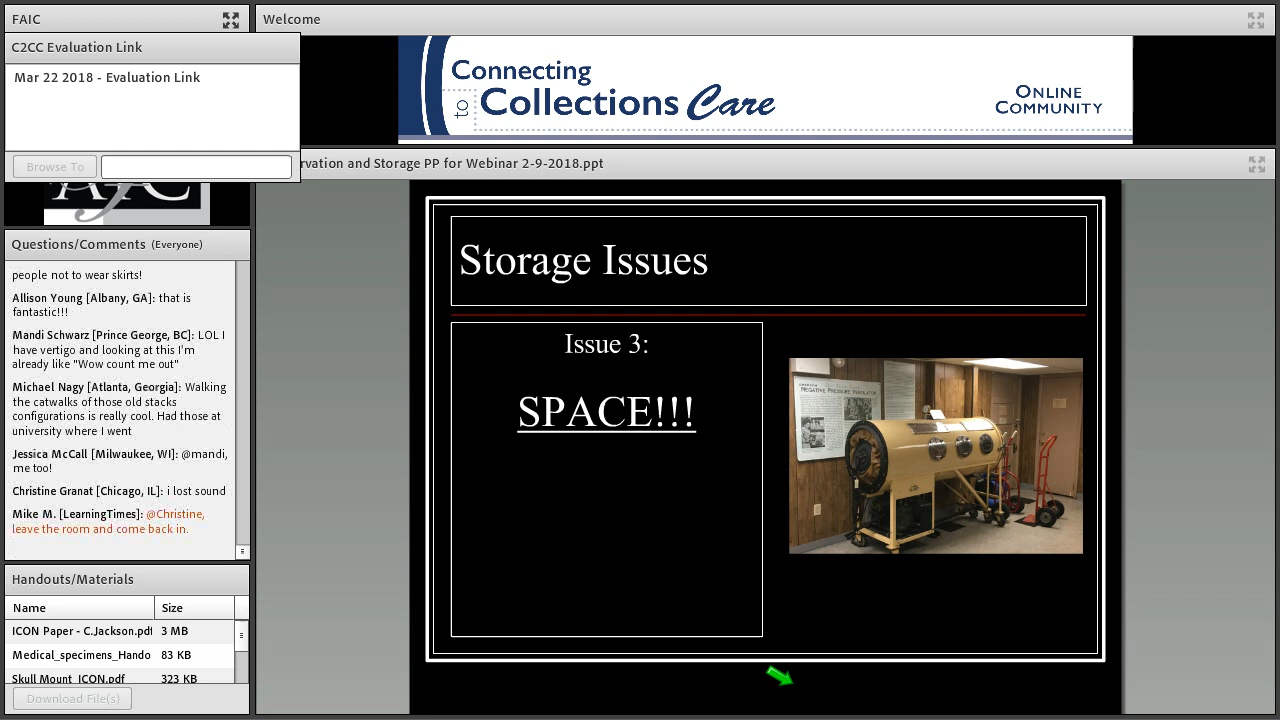 FAIC
C2CC Evaluation Link
Mar 22 2018 - Evaluation Link
Browse To
Welcome
Connecting
to Collections Care
ONLINE
COMMUNITY
rvation and Storage PP for Webinar 2-9-2018.ppt
Questions/Comments (Everyone)
people not to wear skirts!
Allison Young [Albany, GA]: that is
fantastic!!!
Mandi Schwarz [Prince George, BC]: LOL I
have vertigo and looking at this I'm
already like "Wow count me out"
Michael Nagy [Atlanta, Georgia]: Walking
the catwalks of these old stacks
configurations is really cool. Had those at
university where I went.
Jessica McCall [Milwaukee, WI]: @mandi,
me too!
Christine Granat [Chicago, IL]: i lost sound
Mike M. [LearningTimes]: @Christine,
leave the room and come back in.
Handouts/Materials
Name Size
ICON Paper - C.Jackson.pdf 3 MB
Medical_specimens_Hando 83 KB
Skull Mount_ICON.pdf 323 KB
Download File(s)
Storage Issues
Issue 3:
SPACE!!!
NEGATIVE PRESSURE VENTILATOR